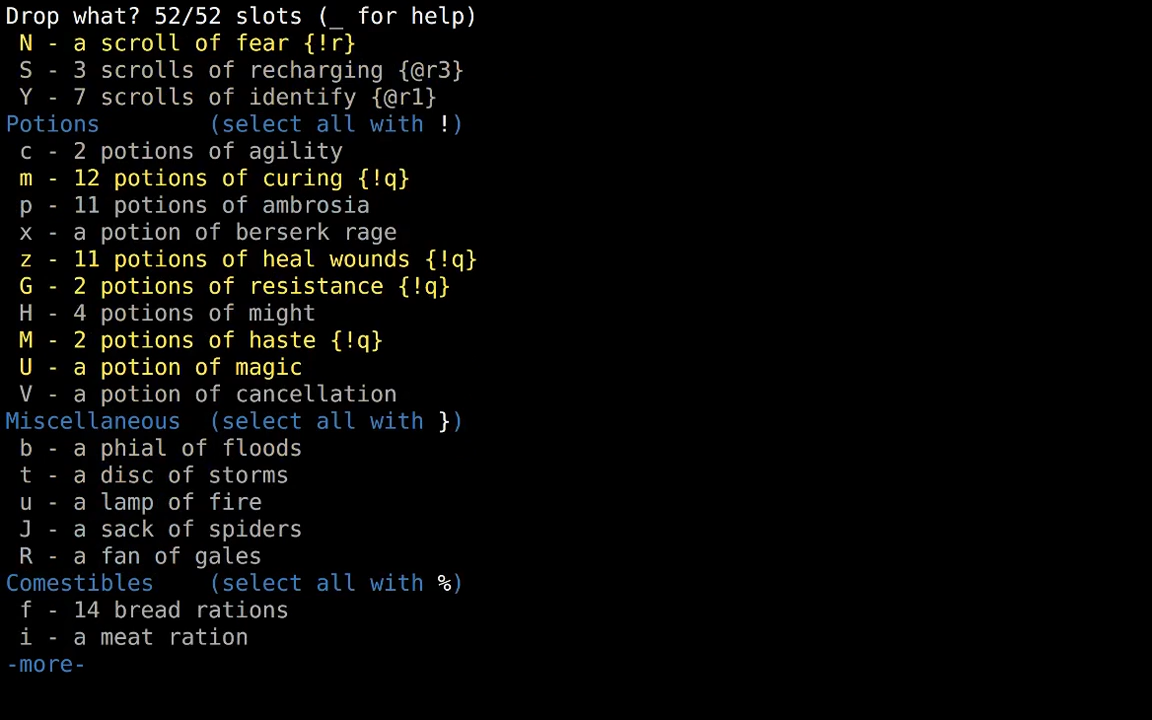 Drop what? 52/52 slots (_ for help)
N - a scroll of fear {!r}
S - 3 scrolls of recharging {@r3}
Y - 7 scrolls of identify {@r1}
Potions (select all with !)
c - 2 potions of agility
m - 12 potions of curing {!q}
p - 11 potions of ambrosia
x - a potion of berserk rage
z - 11 potions of heal wounds {!q}
G - 2 potions of resistance {!q}
H - 4 potions of might
M - 2 potions of haste {!q}
U - a potion of magic
V - a potion of cancellation
Miscellaneous (select all with })
b - a phial of floods
t - a disc of storms
u - a lamp of fire
J - a sack of spiders
R - a fan of gales
Comestibles (select all with %)
f - 14 bread rations
i - a meat ration
-more-